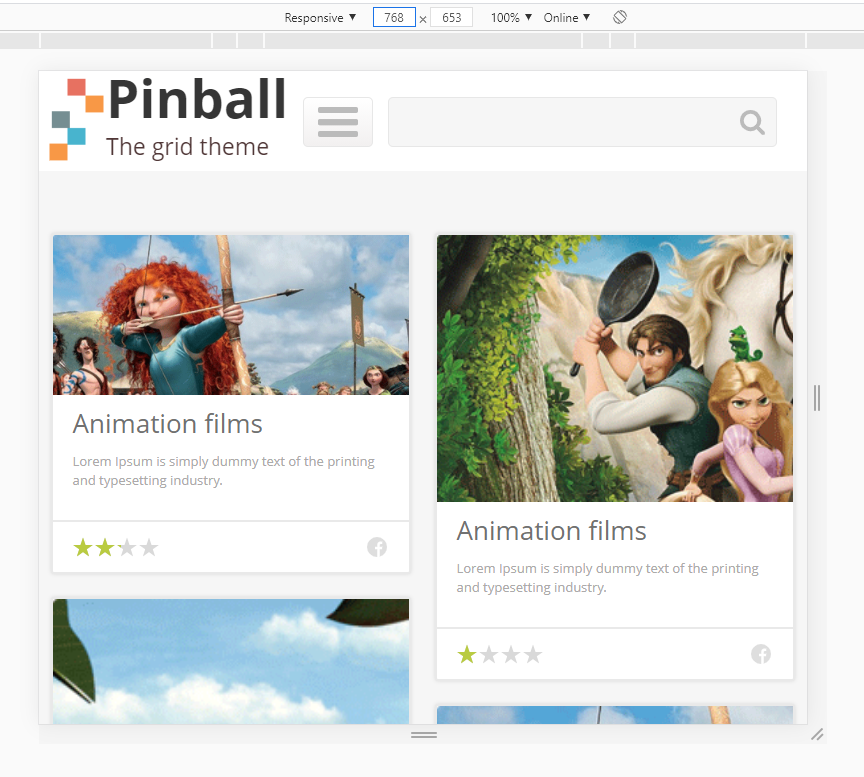 Responsive ▼ 768 × 653 100% ▼ Online ▼
Pinball
The grid theme
Animation films
Lorem Ipsum is simply dummy text of the printing
and typesetting industry.
Animation films
Lorem Ipsum is simply dummy text of the printing
and typesetting industry.